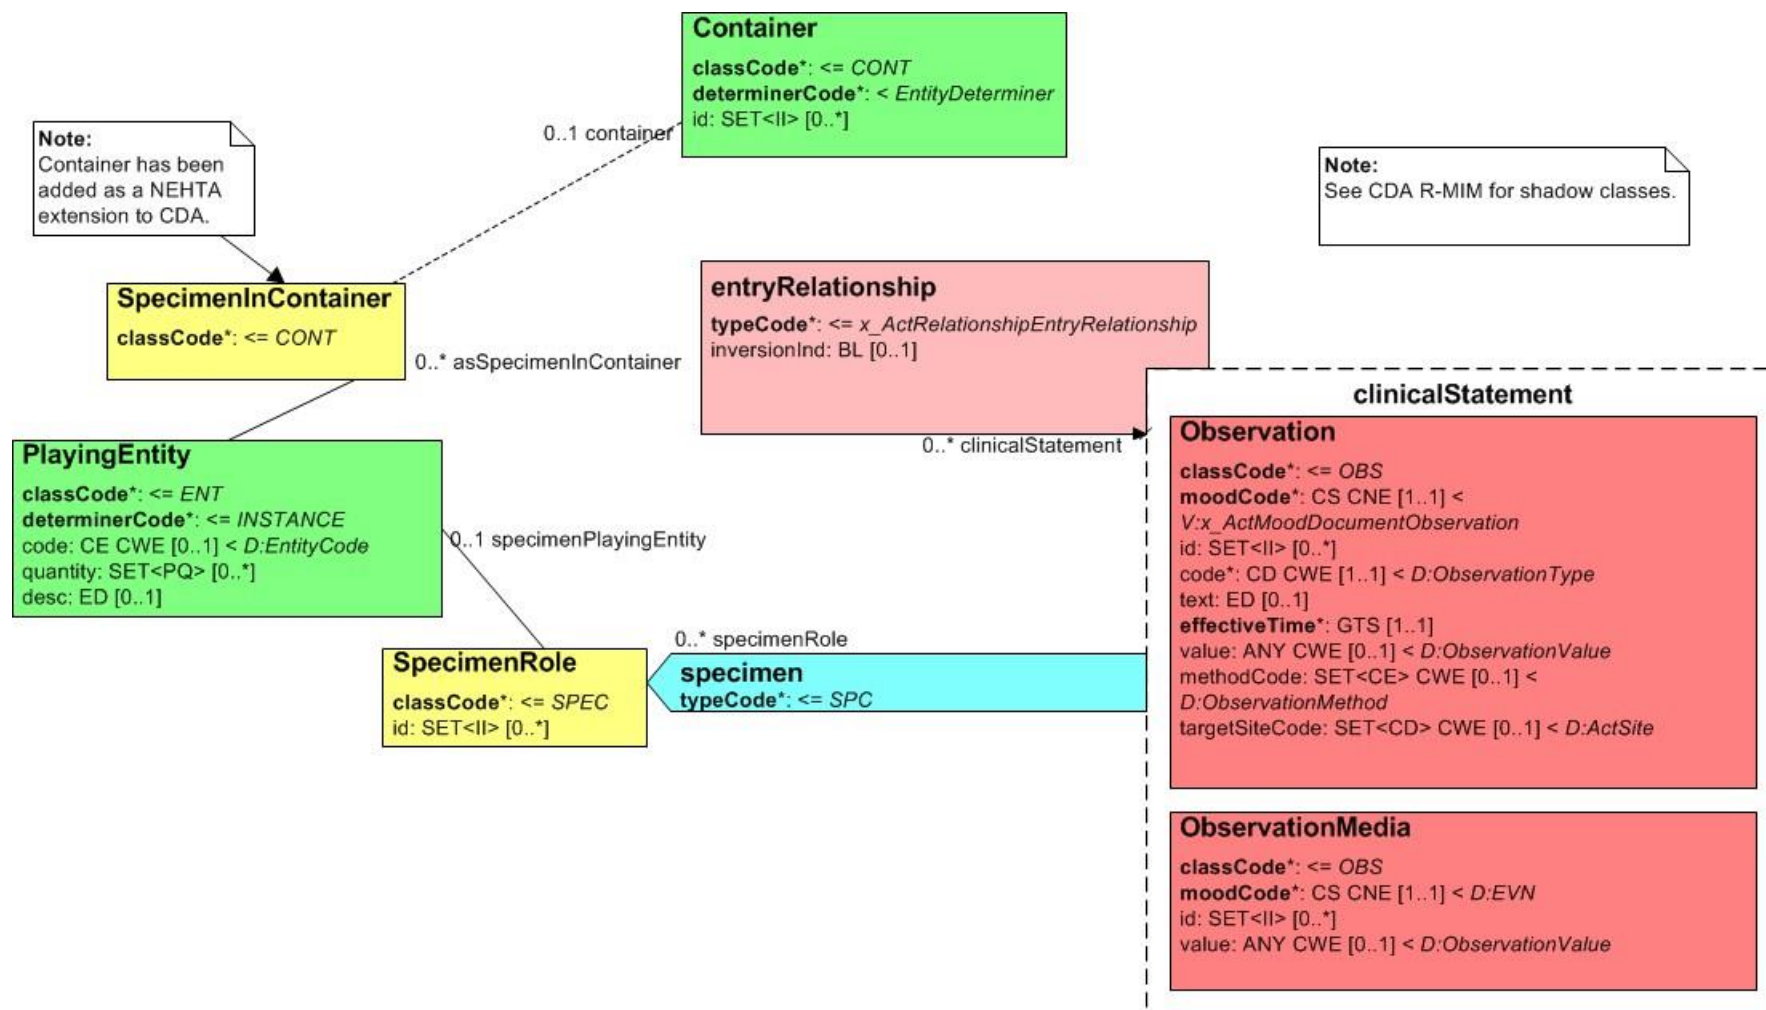 Container
classCode*: <= CONT
determinerCode*: < EntityDeterminer
id: SET<II> [0..*]
0..1 container
Note:
Container has been
added as a NEHTA
extension to CDA.
Note:
See CDA R-MIM for shadow classes.
SpecimenInContainer
classCode*: <= CONT
0..* asSpecimenInContainer
entryRelationship
typeCode*: <= x_ActRelationshipEntryRelationship
inversionInd: BL [0..1]
0..* clinicalStatement
clinicalStatement
PlayingEntity
classCode*: <= ENT
determinerCode*: <= INSTANCE
code: CE CWE [0..1] < D:EntityCode
quantity: SET<PQ> [0..*]
desc: ED [0..1]
0..1 specimenPlayingEntity
Observation
classCode*: <= OBS
moodCode*: CS CNE [1..1] <
V:x_ActMoodDocumentObservation
id: SET<II> [0..*]
code*: CD CWE [1..1] < D:ObservationType
text: ED [0..1]
effectiveTime*: GTS [1..1]
value: ANY CWE [0..1] < D:ObservationValue
methodCode: SET<CE> CWE [0..1] <
D:ObservationMethod
targetSiteCode: SET<CD> CWE [0..1] < D:ActSite
0..* specimenRole
SpecimenRole
classCode*: <= SPEC
id: SET<II> [0..*]
specimen
typeCode*: <= SPC
ObservationMedia
classCode*: <= OBS
moodCode*: CS CNE [1..1] < D:EVN
id: SET<II> [0..*]
value: ANY CWE [0..1] < D:ObservationValue